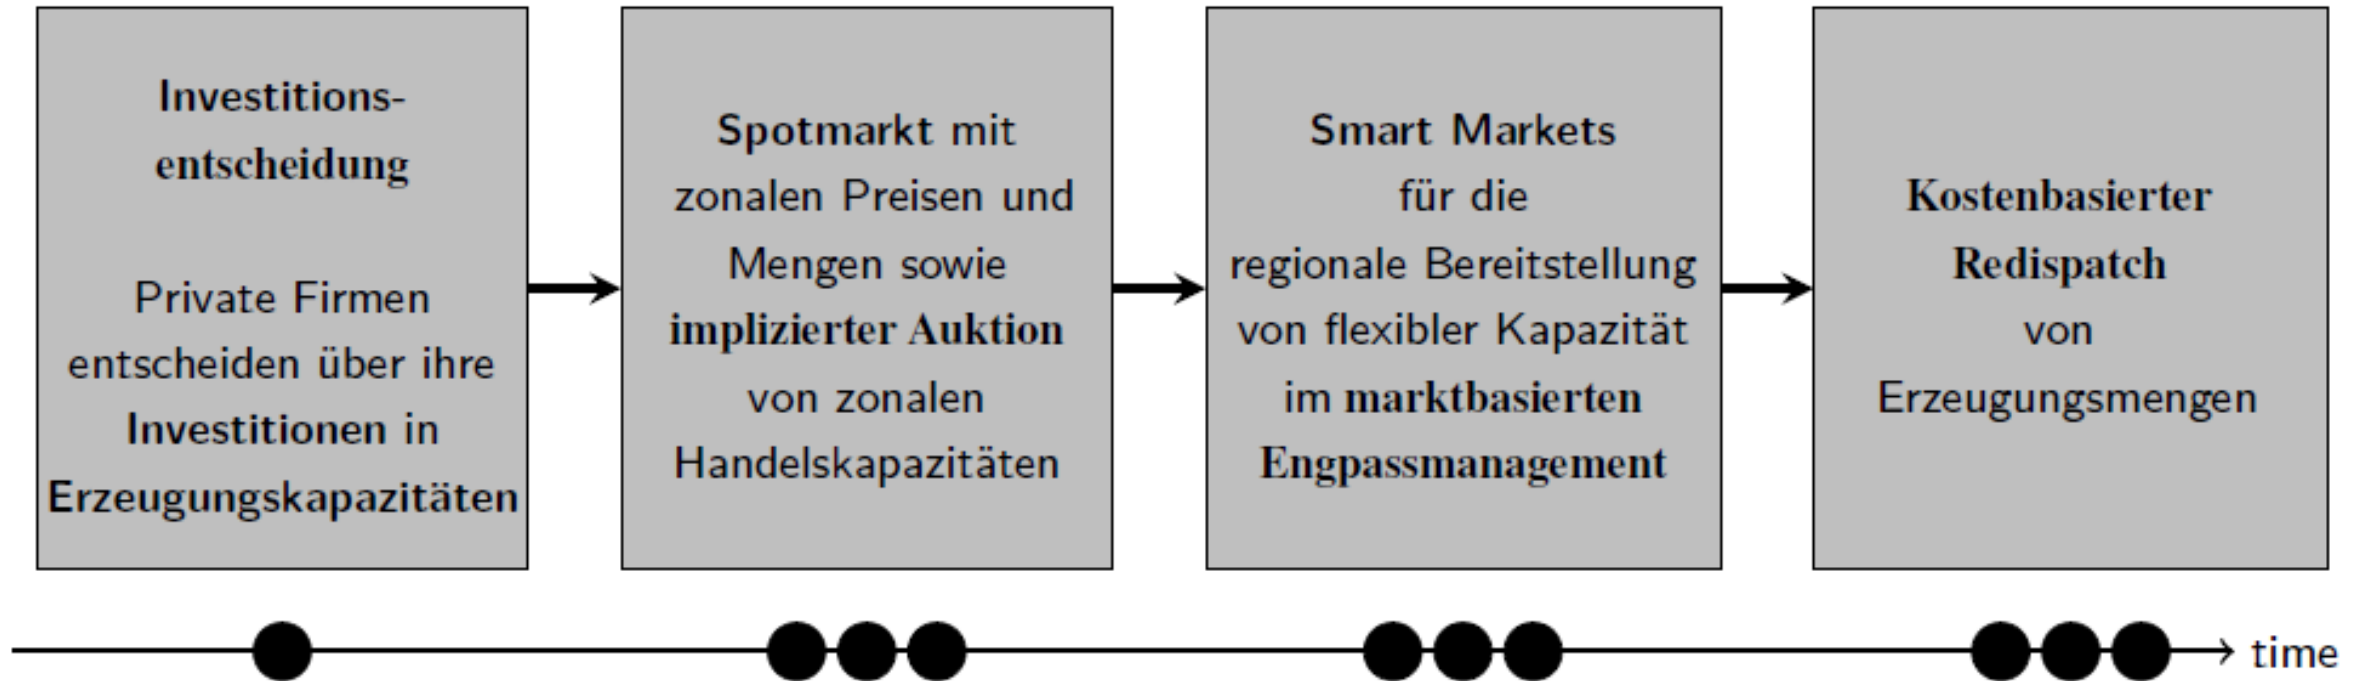 Investitions-
entscheidung
Private Firmen
entscheiden über ihre
Investitionen in
Erzeugungskapazitäten
Spotmarkt mit
zonalen Preisen und
Mengen sowie
implizierter Auktion
von zonalen
Handelskapazitäten
Smart Markets
für die
regionale Bereitstellung
von flexibler Kapazität
im marktbasierten
Engpassmanagement
Kostenbasierter
Redispatch
von
Erzeugungsmengen
time